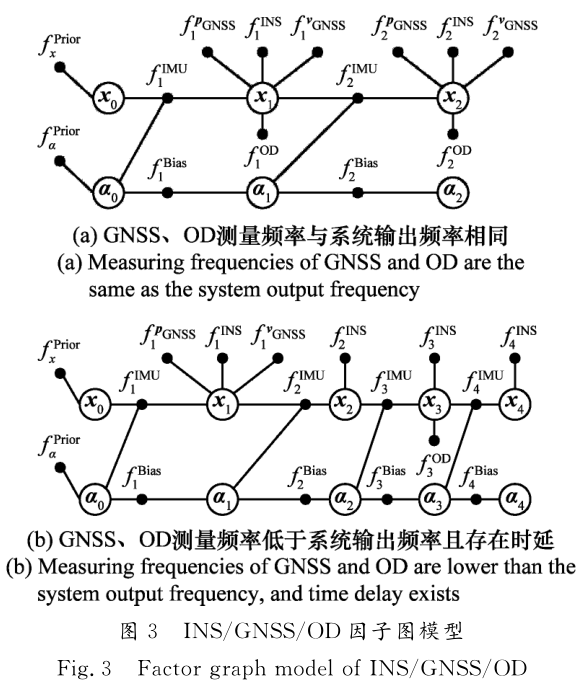 f_1^{p_GNSS} f_1^{INS} f_1^{v_GNSS} f_2^{p_GNSS} f_2^{INS} f_2^{v_GNSS}
f_x^{Prior} f_1^{IMU} f_2^{IMU}
x_0 x_1 x_2
f_α^{Prior} f_1^{Bias} f_1^{OD} f_2^{Bias} f_2^{OD}
α_0 α_1 α_2
(a) GNSS、OD测量频率与系统输出频率相同
(a) Measuring frequencies of GNSS and OD are the
same as the system output frequency
f_1^{p_GNSS} f_1^{INS} f_1^{v_GNSS} f_2^{INS} f_3^{INS} f_4^{INS}
f_x^{Prior} f_1^{IMU} f_2^{IMU} f_3^{IMU} f_4^{IMU}
x_0 x_1 x_2 x_3 x_4
f_α^{Prior} f_1^{Bias} f_2^{Bias} f_3^{Bias} f_3^{OD} f_4^{Bias}
α_0 α_1 α_2 α_3 α_4
(b) GNSS、OD测量频率低于系统输出频率且存在时延
(b) Measuring frequencies of GNSS and OD are lower than the
system output frequency, and time delay exists
图 3 INS/GNSS/OD 因子图模型
Fig. 3 Factor graph model of INS/GNSS/OD